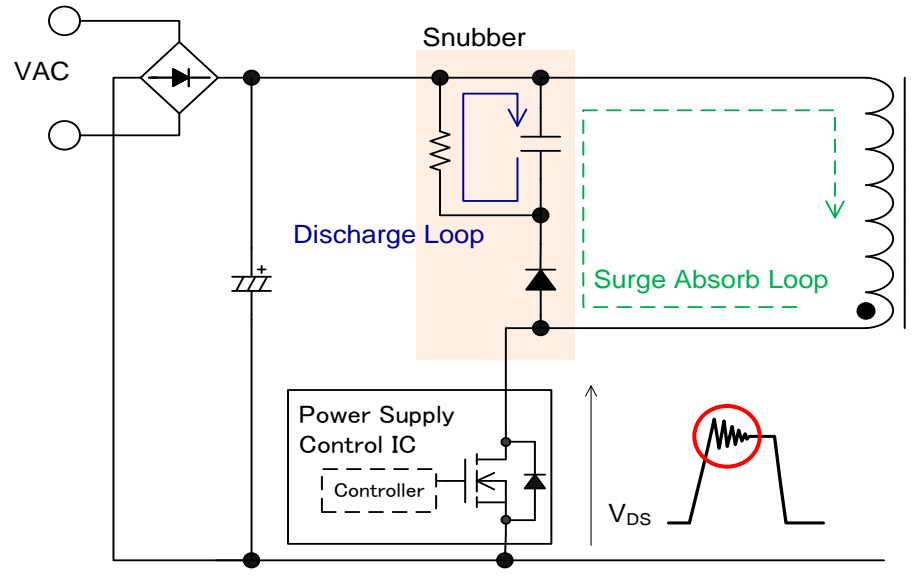 Snubber
VAC
Discharge Loop
Surge Absorb Loop
+
Power Supply
Control IC
Controller
VDS